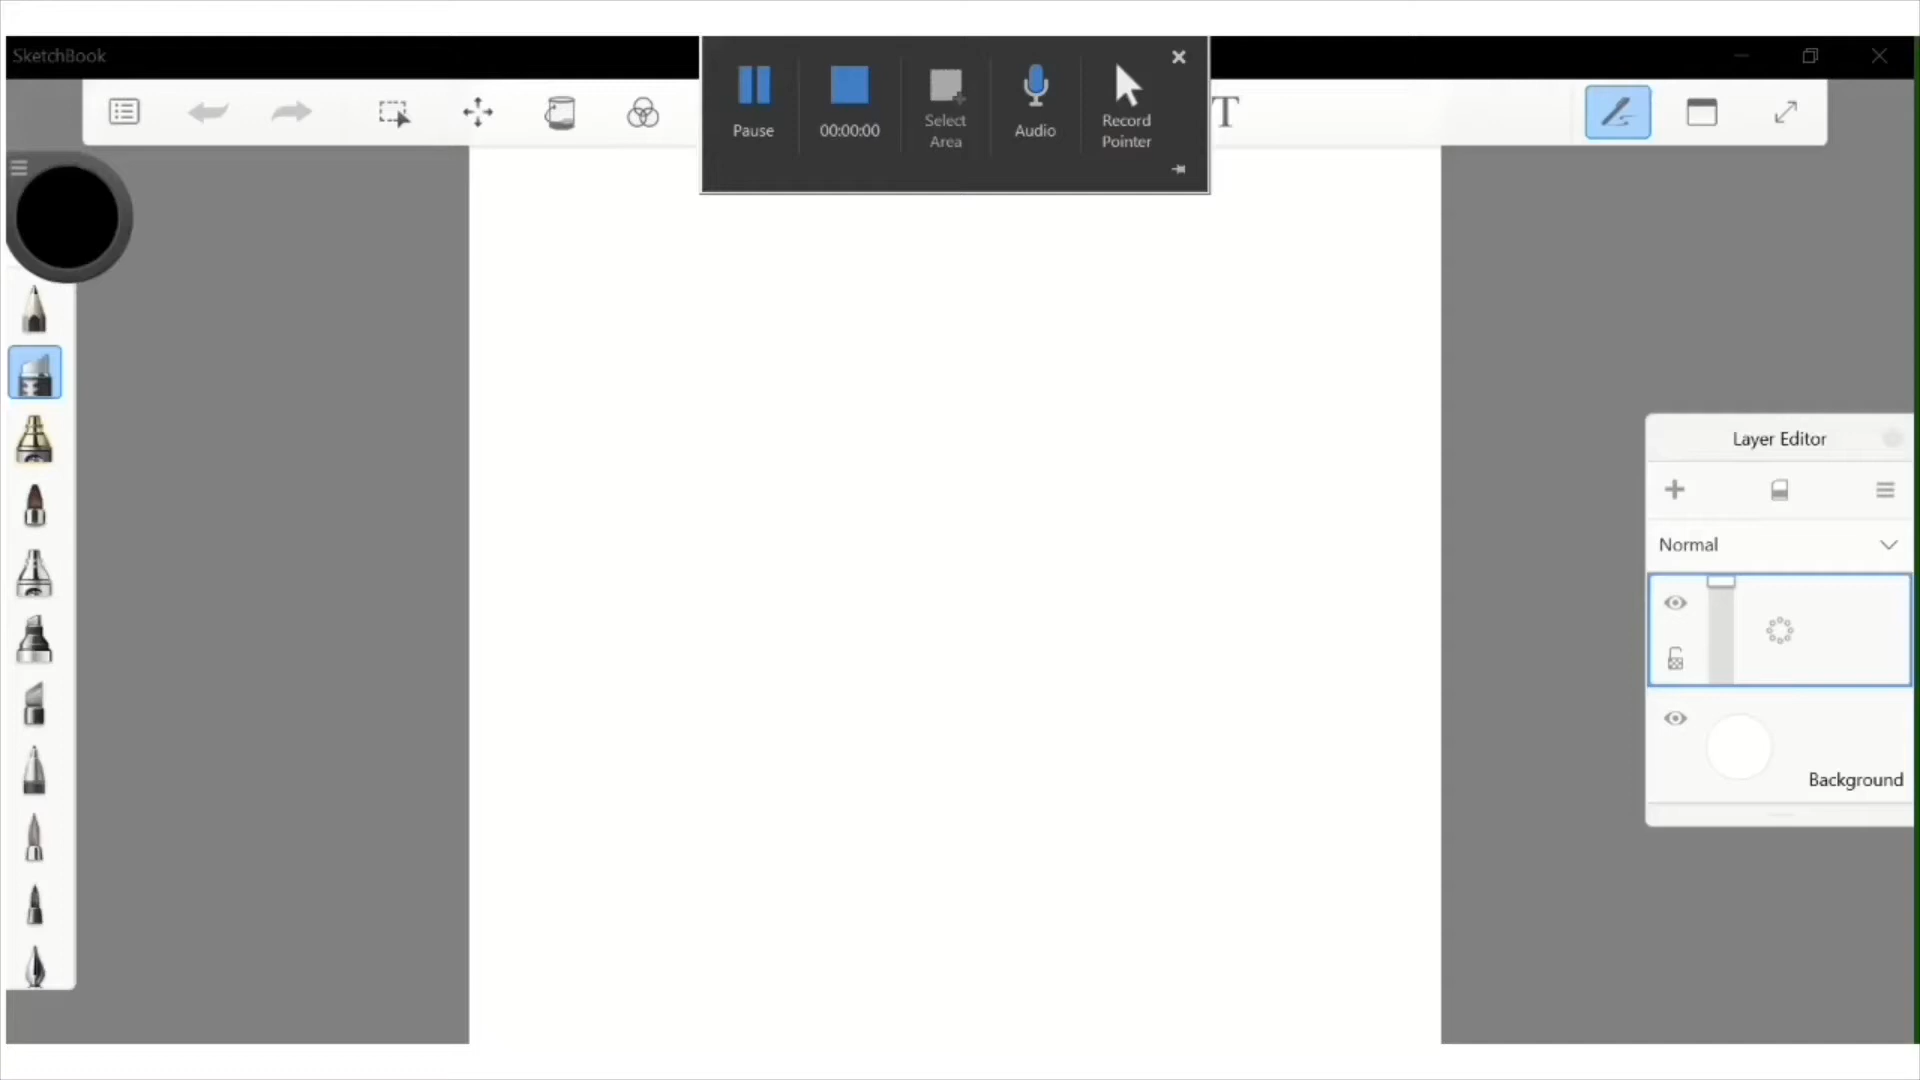 SketchBook
Pause
00:00:00
Select
Area
Audio
Record
Pointer
T
Layer Editor
Normal
Background